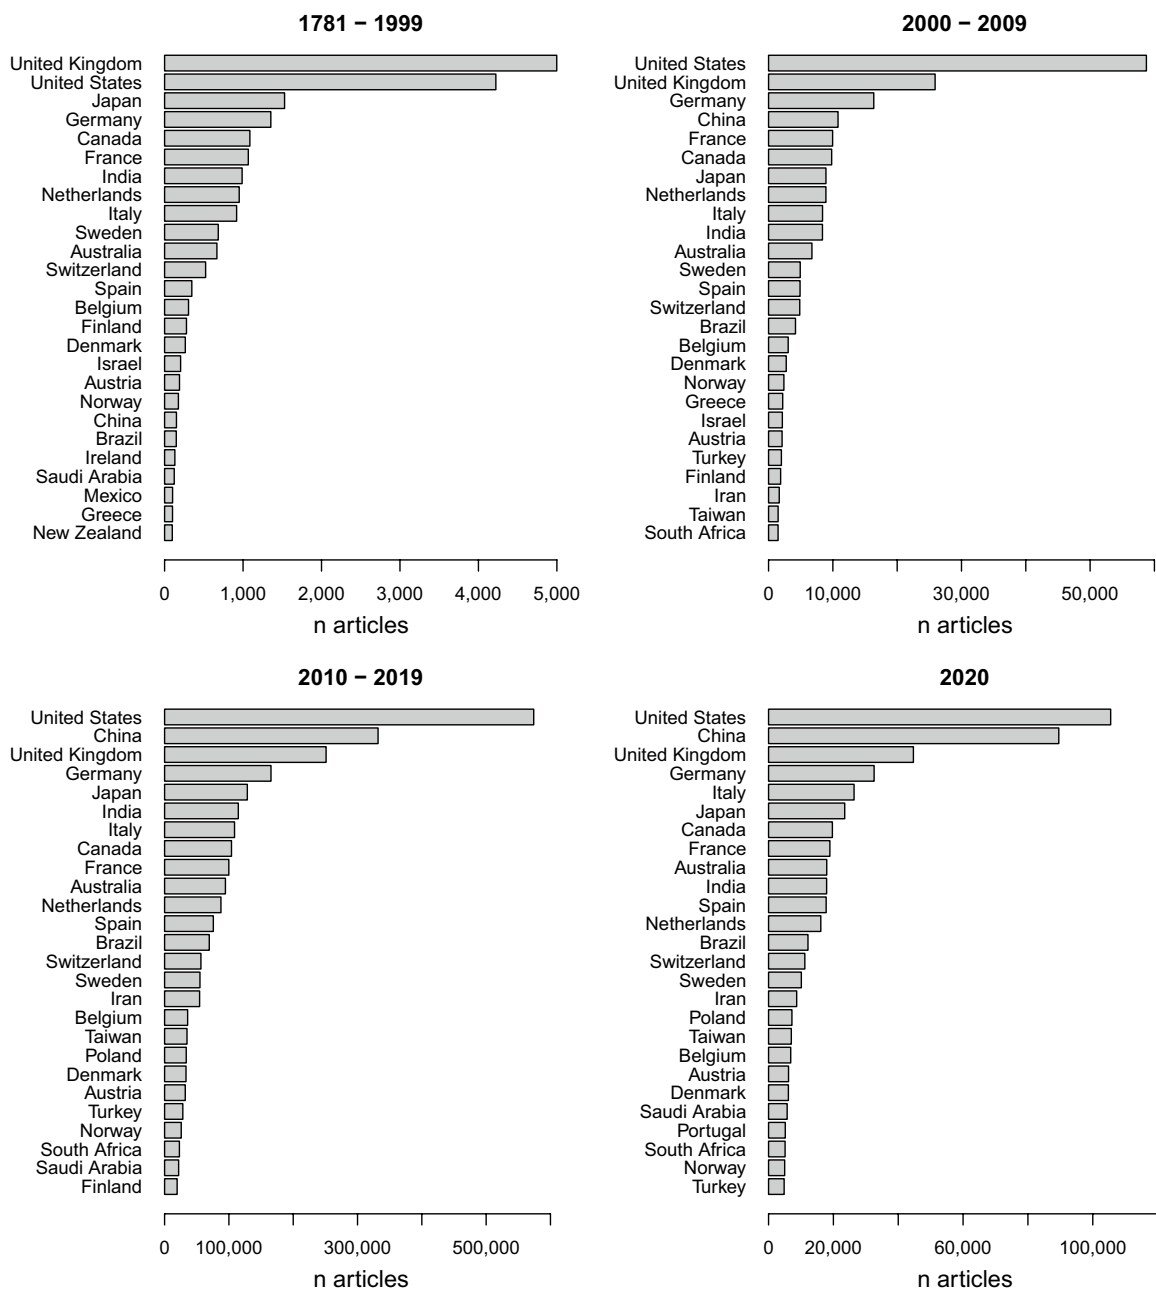 1781 − 1999
United Kingdom
United States
Japan
Germany
Canada
France
India
Netherlands
Italy
Sweden
Australia
Switzerland
Spain
Belgium
Finland
Denmark
Israel
Austria
Norway
China
Brazil
Ireland
Saudi Arabia
Mexico
Greece
New Zealand
0 1,000 2,000 3,000 4,000 5,000
n articles
2000 − 2009
United States
United Kingdom
Germany
China
France
Canada
Japan
Netherlands
Italy
India
Australia
Sweden
Spain
Switzerland
Brazil
Belgium
Denmark
Norway
Greece
Israel
Austria
Turkey
Finland
Iran
Taiwan
South Africa
0 10,000 30,000 50,000
n articles
2010 − 2019
United States
China
United Kingdom
Germany
Japan
India
Italy
Canada
France
Australia
Netherlands
Spain
Brazil
Switzerland
Sweden
Iran
Belgium
Taiwan
Poland
Denmark
Austria
Turkey
Norway
South Africa
Saudi Arabia
Finland
0 100,000 300,000 500,000
n articles
2020
United States
China
United Kingdom
Germany
Italy
Japan
Canada
France
Australia
India
Spain
Netherlands
Brazil
Switzerland
Sweden
Iran
Poland
Taiwan
Belgium
Austria
Denmark
Saudi Arabia
Portugal
South Africa
Norway
Turkey
0 20,000 60,000 100,000
n articles